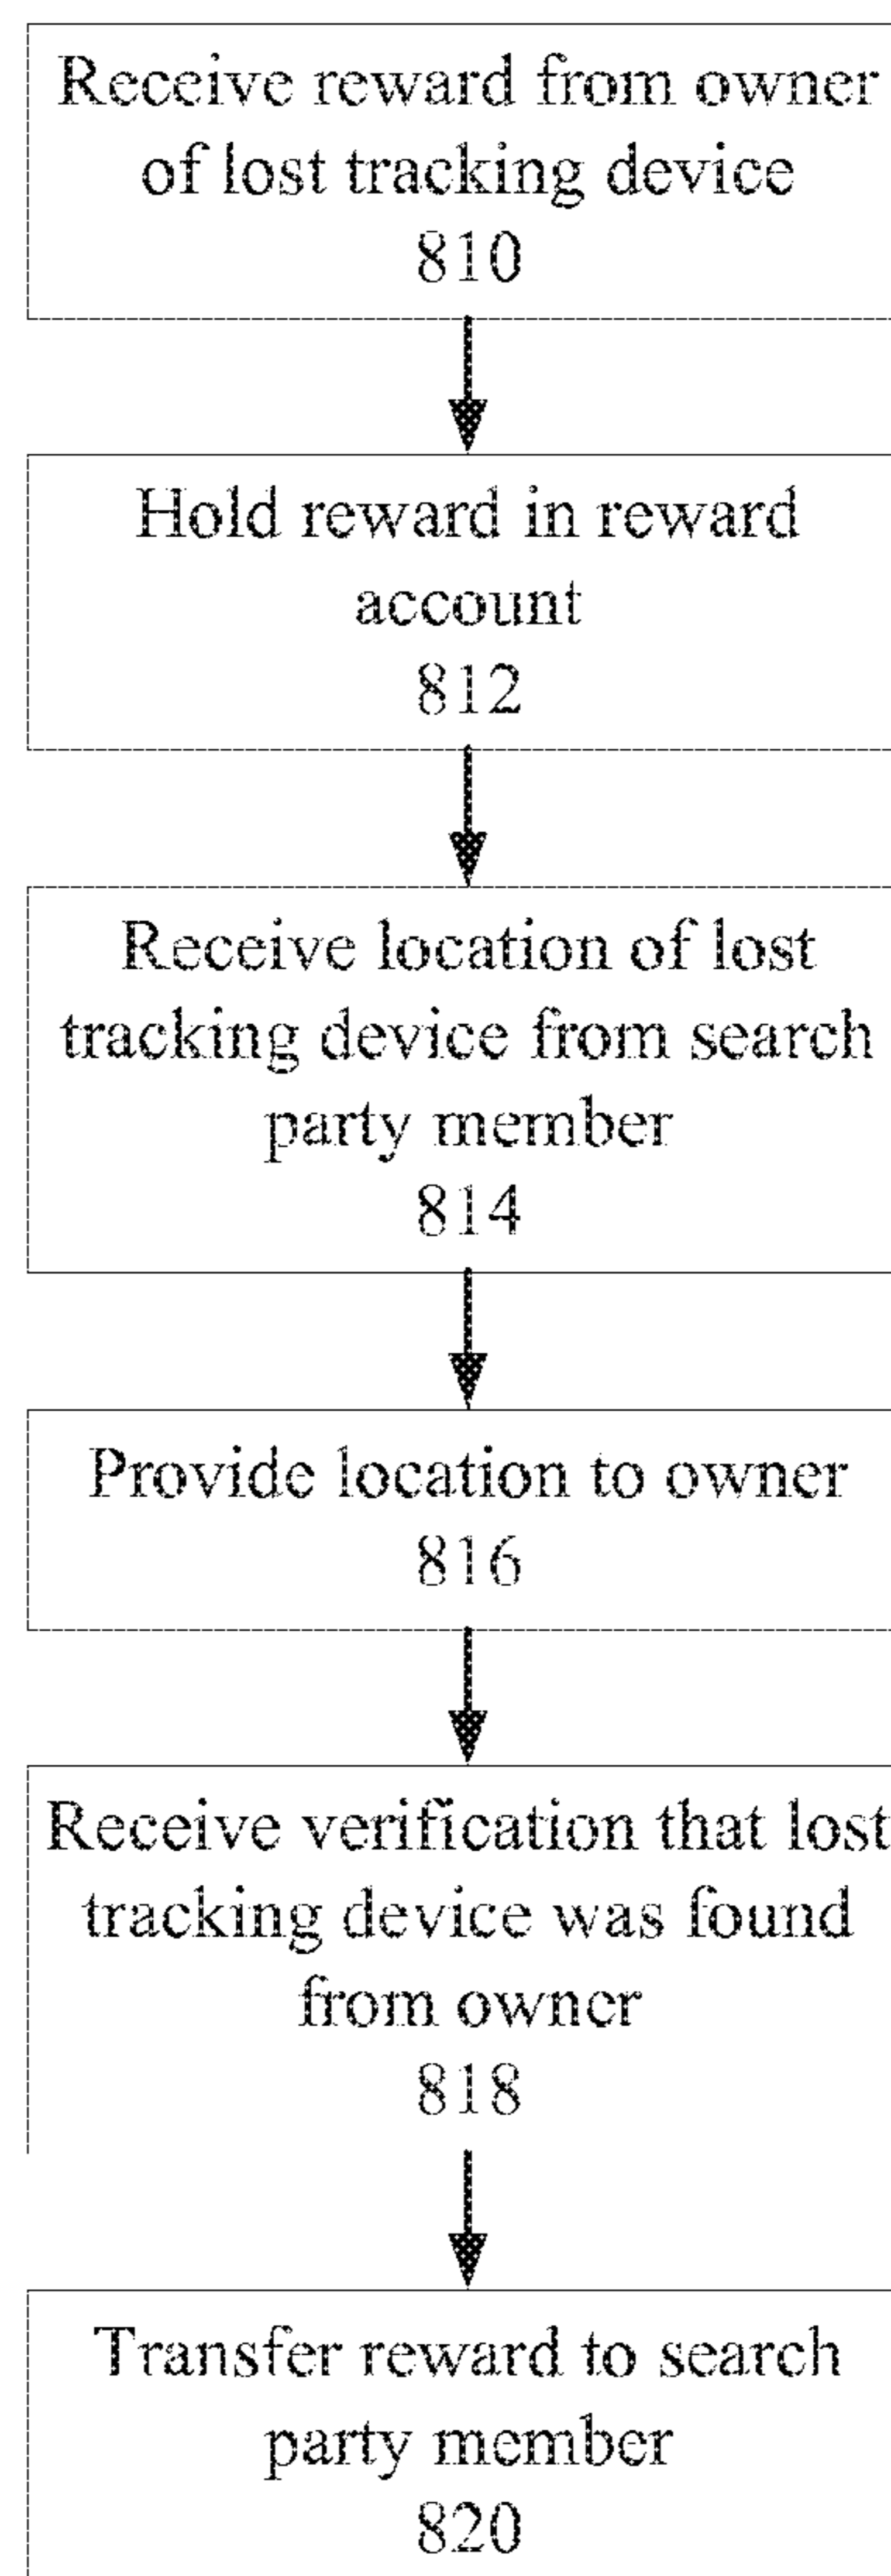 Receive reward from owner
of lost tracking device
810
Hold reward in reward
account
812
Receive location of lost
tracking device from search
party member
814
Provide location to owner
816
Receive verification that lost
tracking device was found
from owner
818
Transfer reward to search
party member
820